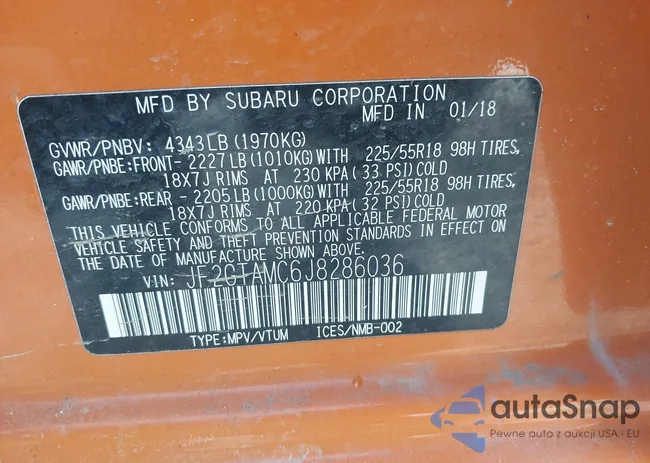 MFD BY SUBARU CORPORATION
MFD IN 01/18
GVWR/PNBV: 4343LB(1970KG)
GAWR/PNBE:FRONT-2227LB(1010KG)WITH 225/55R18 98H TIRES,
18X7J RIMS AT 230 KPA(33 PSI)COLD
GAWR/PNBE:REAR -2205LB(1000KG)WITH 225/55R18 98H TIRES,
18X7J RIMS AT 220 KPA(32 PSI)COLD
THIS VEHICLE CONFORMS TO ALL APPLICABLE FEDERAL MOTOR
VEHICLE SAFETY AND THEFT PREVENTION STANDARDS IN EFFECT ON
THE DATE OF MANUFACTURE SHOWN ABOVE.
VIN: JF2GTAMC6J8286036
TYPE:MPV/VTUM ICES/NMB-002
autaSnap
Pewne auta z aukcji USA i EU